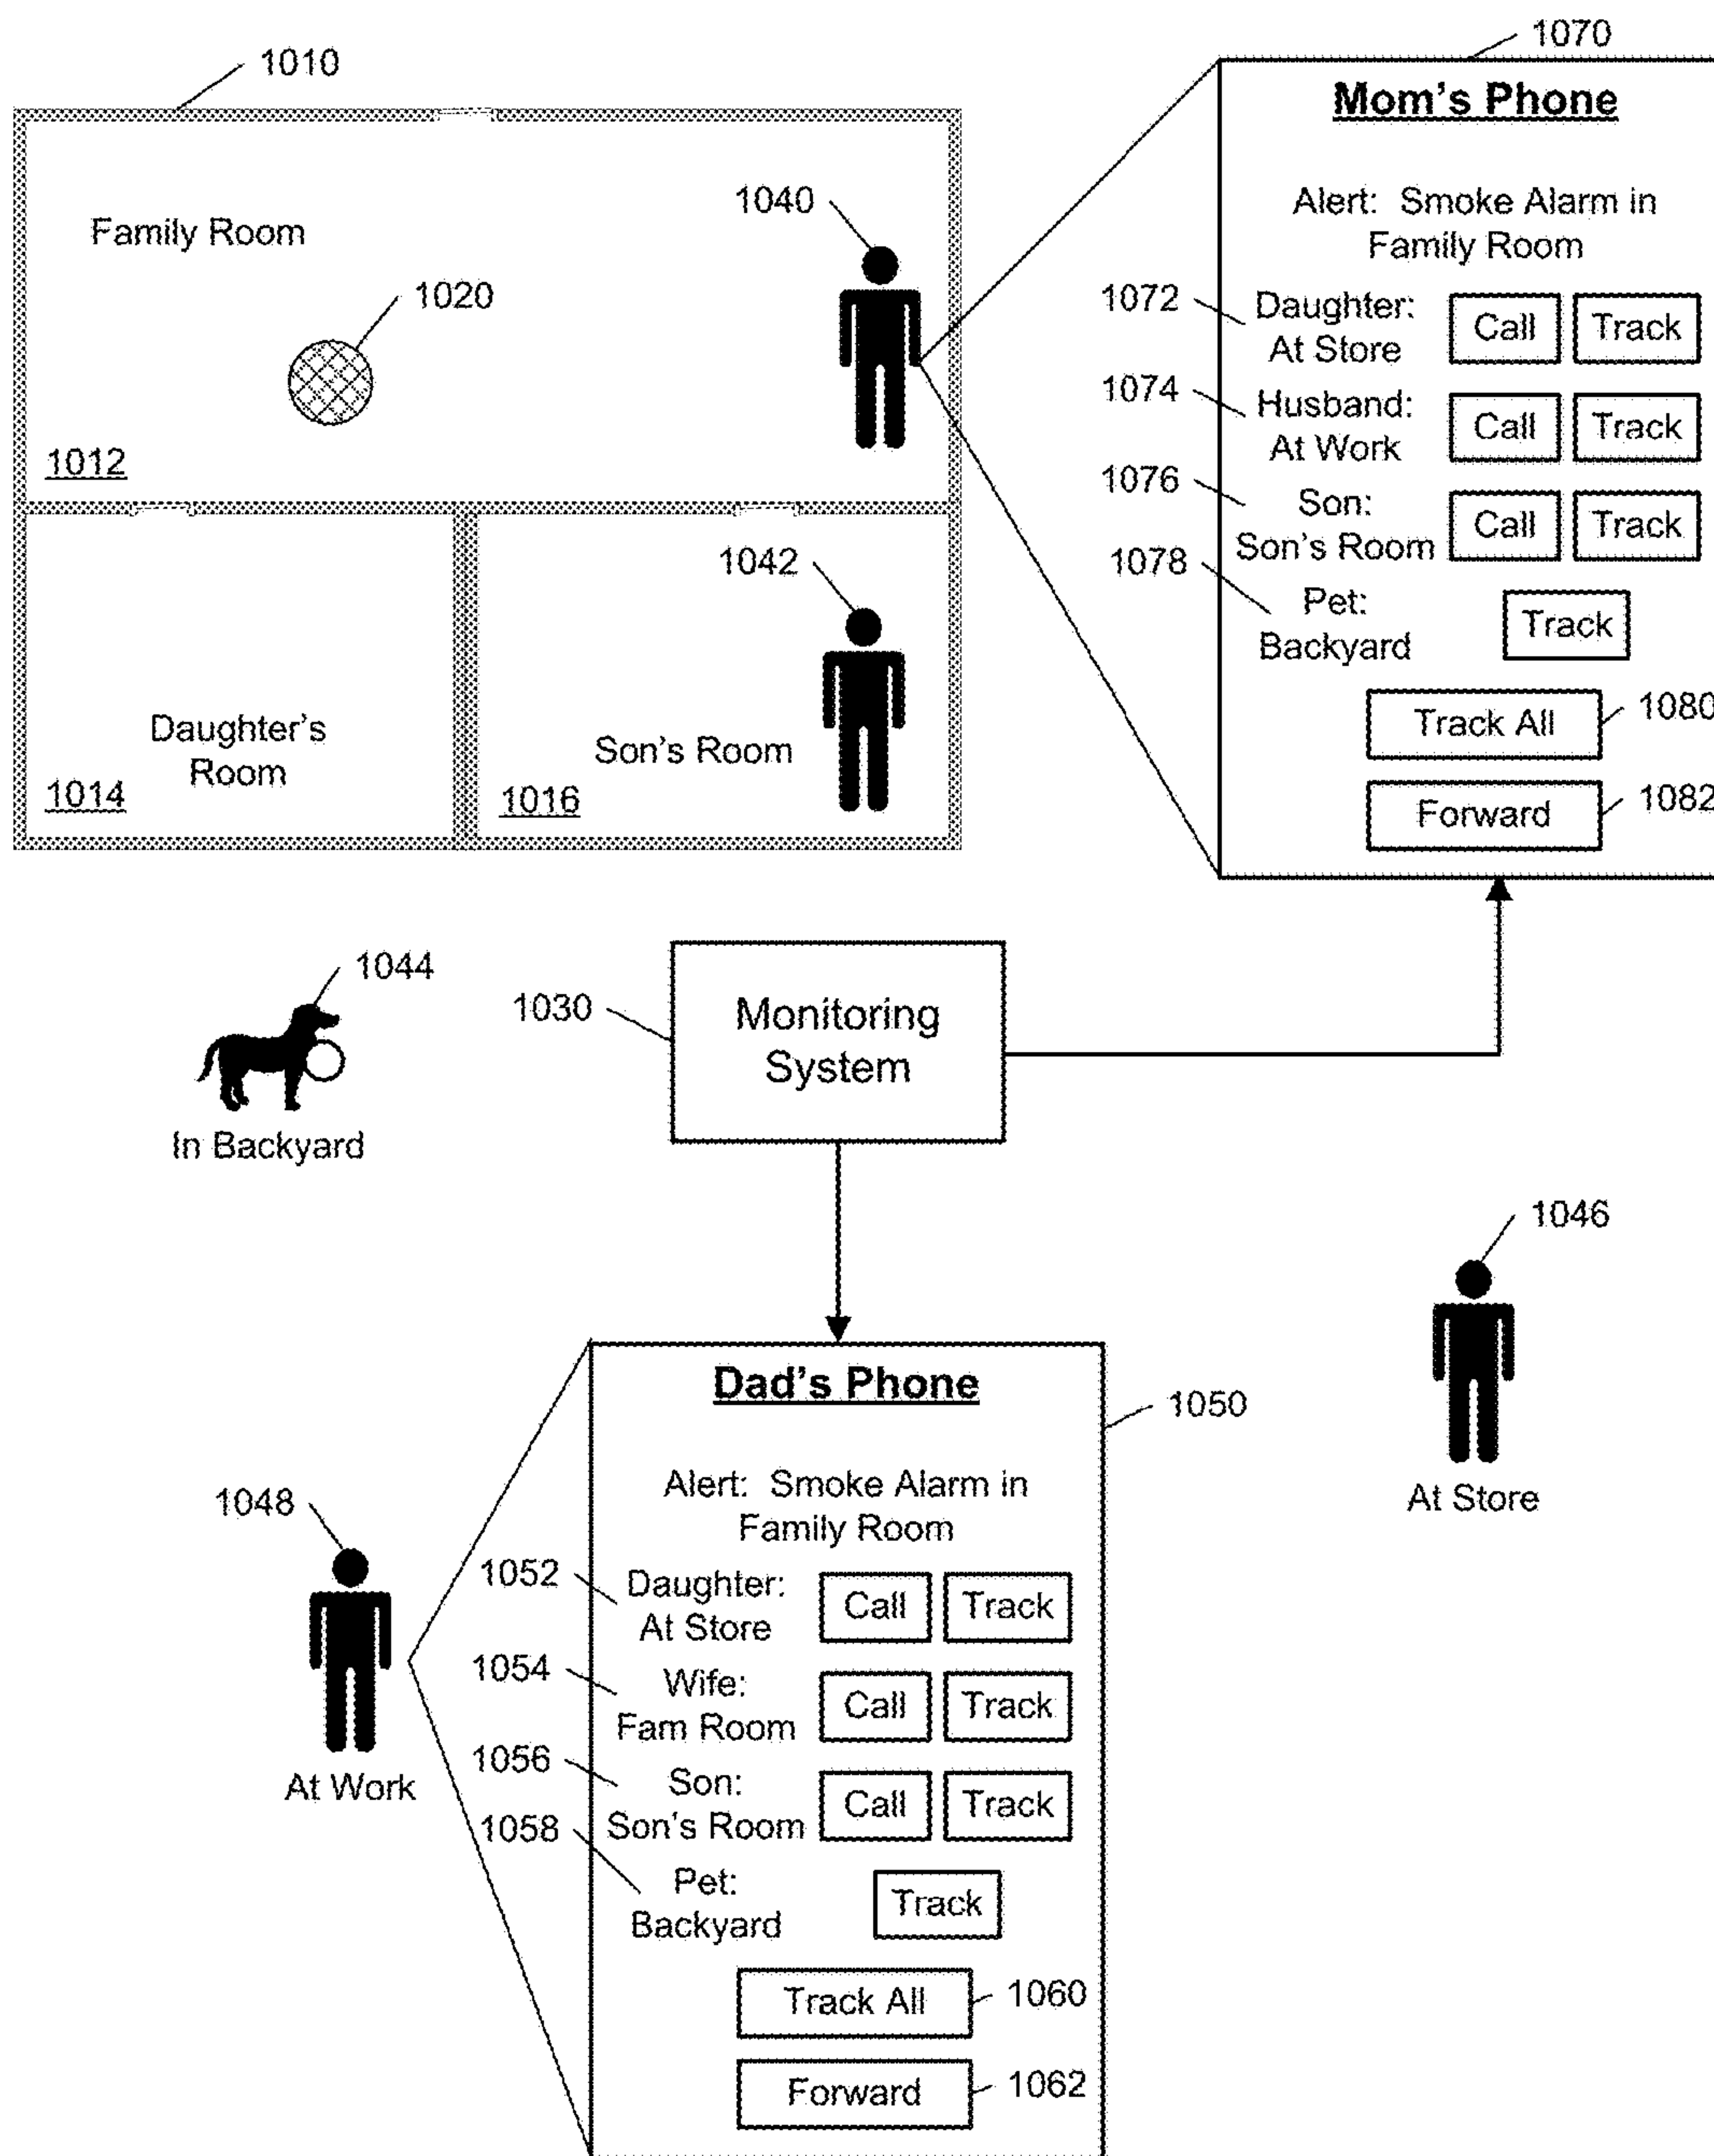 1010
Family Room
1020
1040
1012
1042
Daughter's
Room
1014
Son's Room
1016
1070
Mom's Phone
Alert: Smoke Alarm in
Family Room
1072
Daughter:
At Store
Call
Track
1074
Husband:
At Work
Call
Track
1076
Son:
Son's Room
Call
Track
1078
Pet:
Backyard
Track
Track All
1080
Forward
1082
1044
In Backyard
1030
Monitoring
System
1046
At Store
1048
At Work
Dad's Phone
1050
Alert: Smoke Alarm in
Family Room
1052
Daughter:
At Store
Call
Track
1054
Wife:
Fam Room
Call
Track
1056
Son:
Son's Room
Call
Track
1058
Pet:
Backyard
Track
Track All
1060
Forward
1062